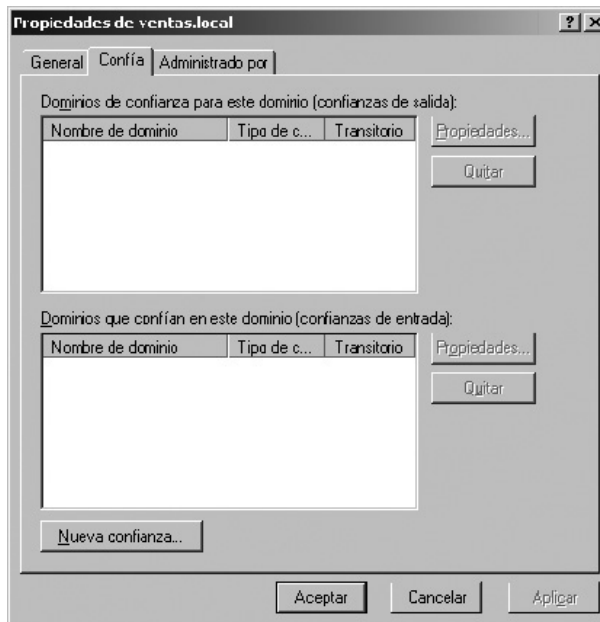 Propiedades de ventas.local
General Confía Administrado por
Dominios de confianza para este dominio (confianzas de salida):
Nombre de dominio Tipo de c... Transitorio Propiedades...
Quitar
Dominios que confían en este dominio (confianzas de entrada):
Nombre de dominio Tipo de c... Transitorio Propiedades...
Quitar
Nueva confianza...
Aceptar Cancelar Aplicar